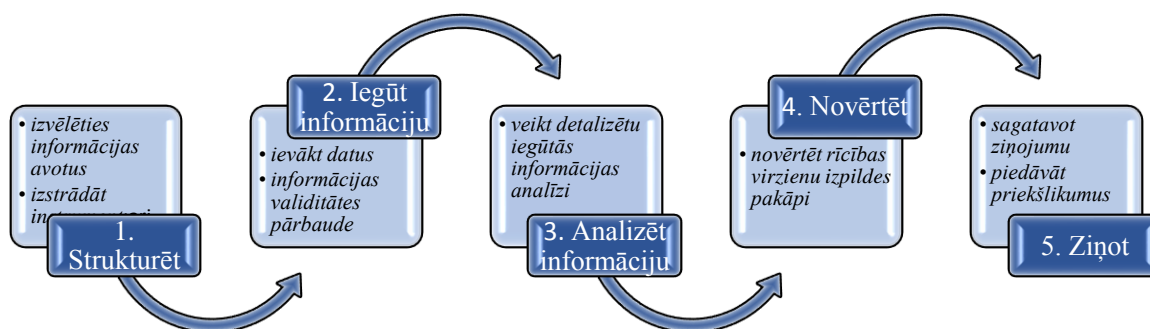 • izvēlēties
informācijas
avotus
• izstrādāt
1.
Strukturēt
2. Iegūt
informāciju
• ievākt datus
• informācijas
validitātes
pārbaude
• veikt detalizētu
iegūtās
informācijas
analīzi
3. Analizēt
informāciju
4. Novērtēt
• novērtēt rīcības
virzienu izpildes
pakāpi
• sagatavot
ziņojumu
• piedāvāt
priekšlikumus
5. Ziņot